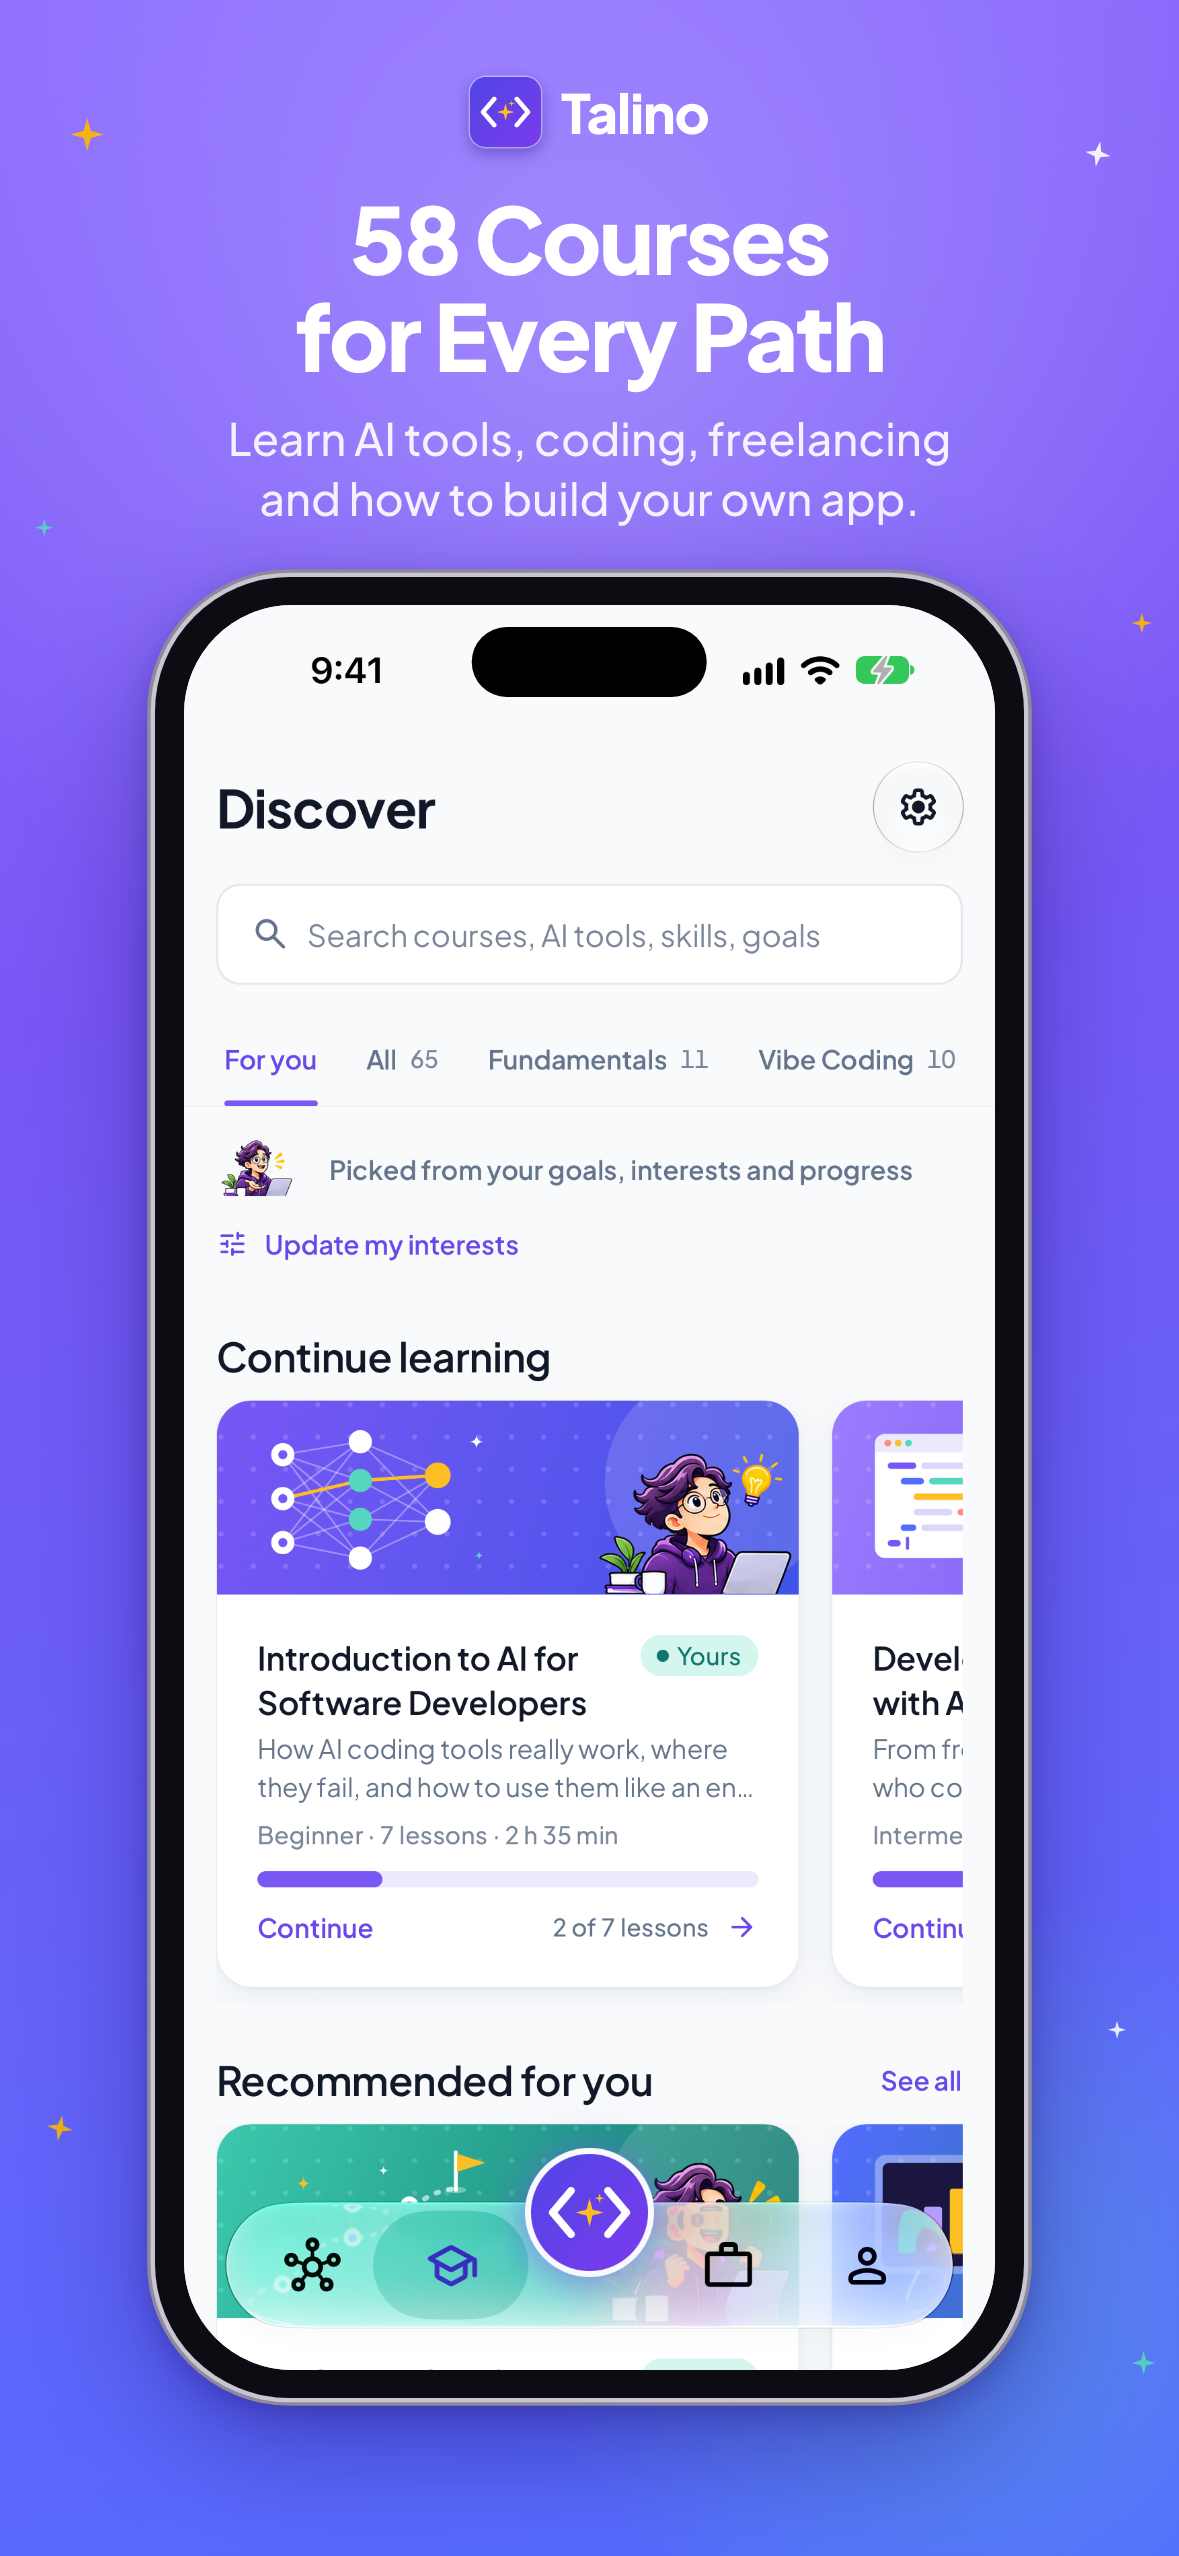 Talino
58 Courses
for Every Path
Learn AI tools, coding, freelancing
and how to build your own app.
9:41
Discover
Search courses, AI tools, skills, goals
For you All 65 Fundamentals 11 Vibe Coding 10
Picked from your goals, interests and progress
Update my interests
Continue learning
Introduction to AI for
Software Developers
Yours
How AI coding tools really work, where
they fail, and how to use them like an en...
Beginner · 7 lessons · 2 h 35 min
Continue 2 of 7 lessons
with
From
who
Recommended for you See all